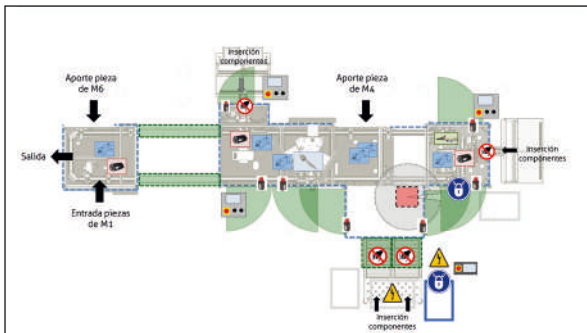 Inserción
componentes
Aporte pieza
de M6
Aporte pieza
de M4
Salida
Inserción
componentes
Entrada piezas
de M1
Inserción
componentes